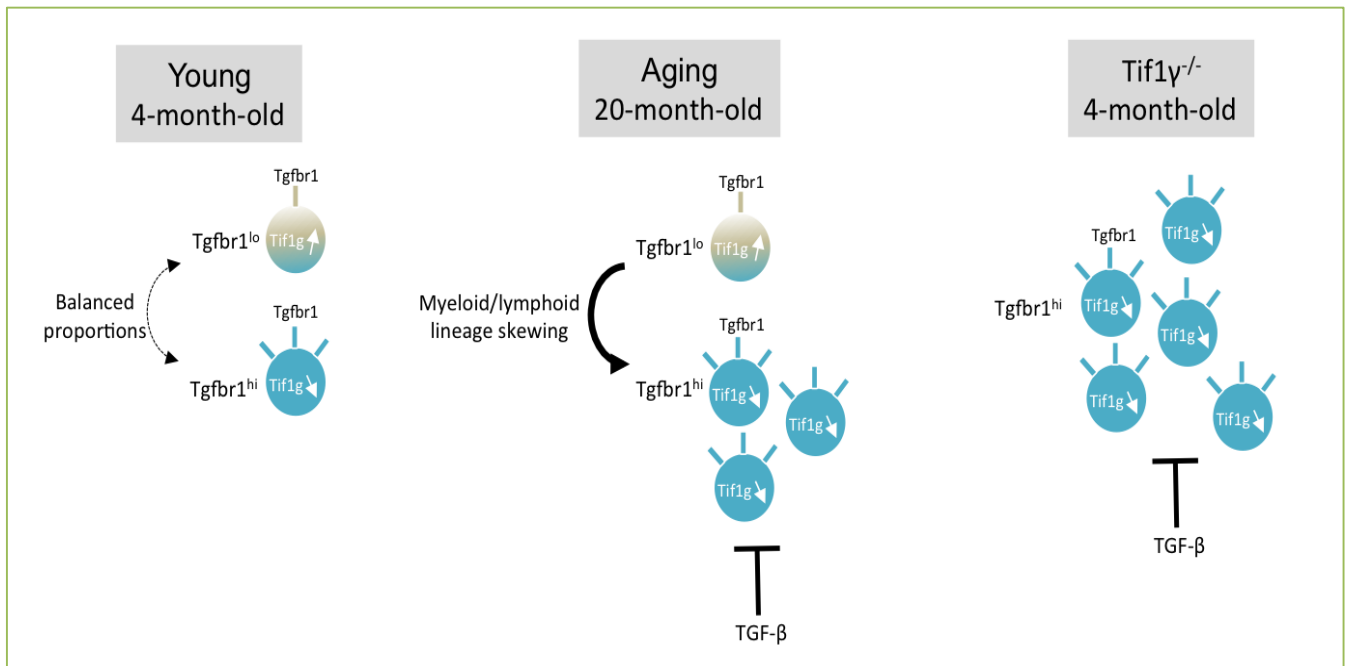 Young
4-month-old
Tgfbr1
Tgfbr1ˡᵒ
Tif1g
Balanced
proportions
Tgfbr1
Tgfbr1ʰⁱ
Tif1g
Aging
20-month-old
Tgfbr1
Tgfbr1ˡᵒ
Tif1g
Myeloid/lymphoid
lineage skewing
Tgfbr1
Tgfbr1ʰⁱ
Tif1g
Tif1g
Tif1g
TGF-β
Tif1γ⁻/⁻
4-month-old
Tif1g
Tgfbr1
Tgfbr1ʰⁱ
Tif1g
Tif1g
Tif1g
Tif1g
TGF-β